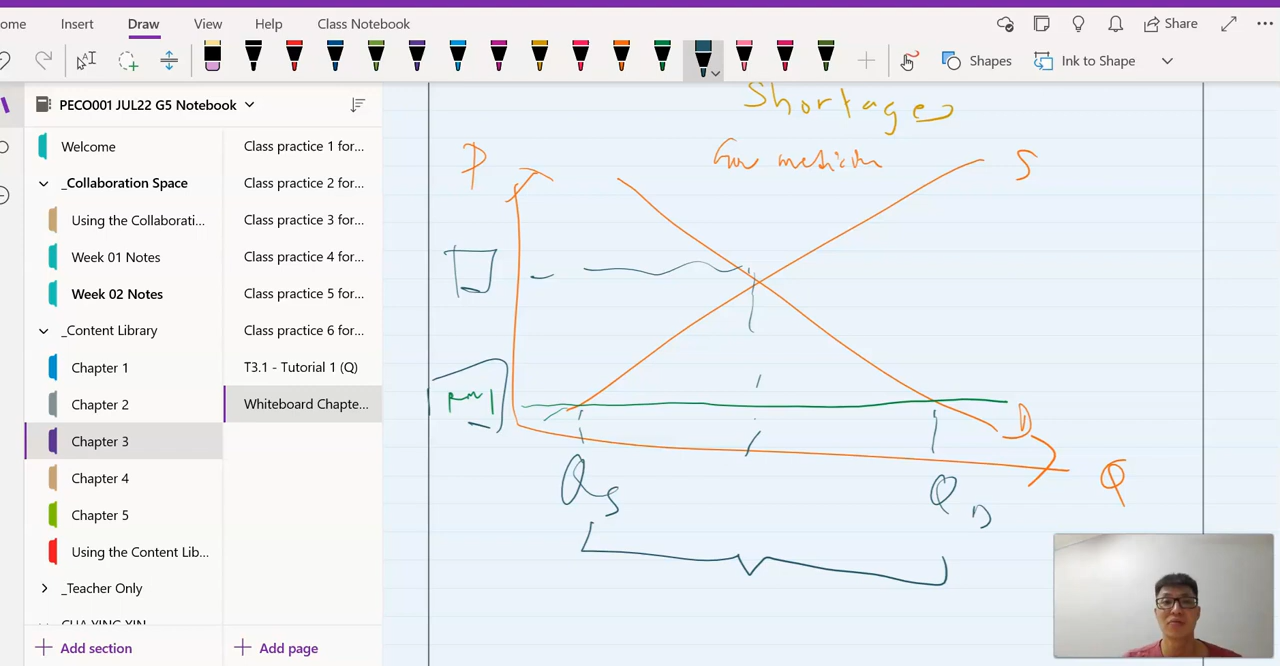 ome Insert Draw View Help Class Notebook Share
Shapes Ink to Shape
PECO001 JUL22 G5 Notebook
Welcome
_Collaboration Space
Using the Collaborati...
Week 01 Notes
Week 02 Notes
_Content Library
Chapter 1
Chapter 2
Chapter 3
Chapter 4
Chapter 5
Using the Content Lib...
_Teacher Only
Add section
Class practice 1 for...
Class practice 2 for...
Class practice 3 for...
Class practice 4 for...
Class practice 5 for...
Class practice 6 for...
T3.1 - Tutorial 1 (Q)
Whiteboard Chapte...
Add page
Shortages
P
S
D
Q
Qs
QD